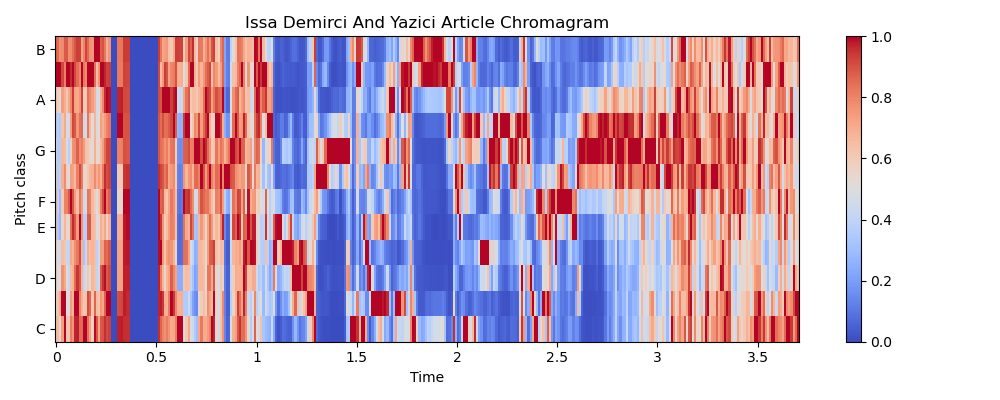 Issa Demirci And Yazici Article Chromagram
Pitch class
B
A
G
F
E
D
C
0
0.5
1
1.5
2
2.5
3
3.5
Time
1.0
0.8
0.6
0.4
0.2
0.0